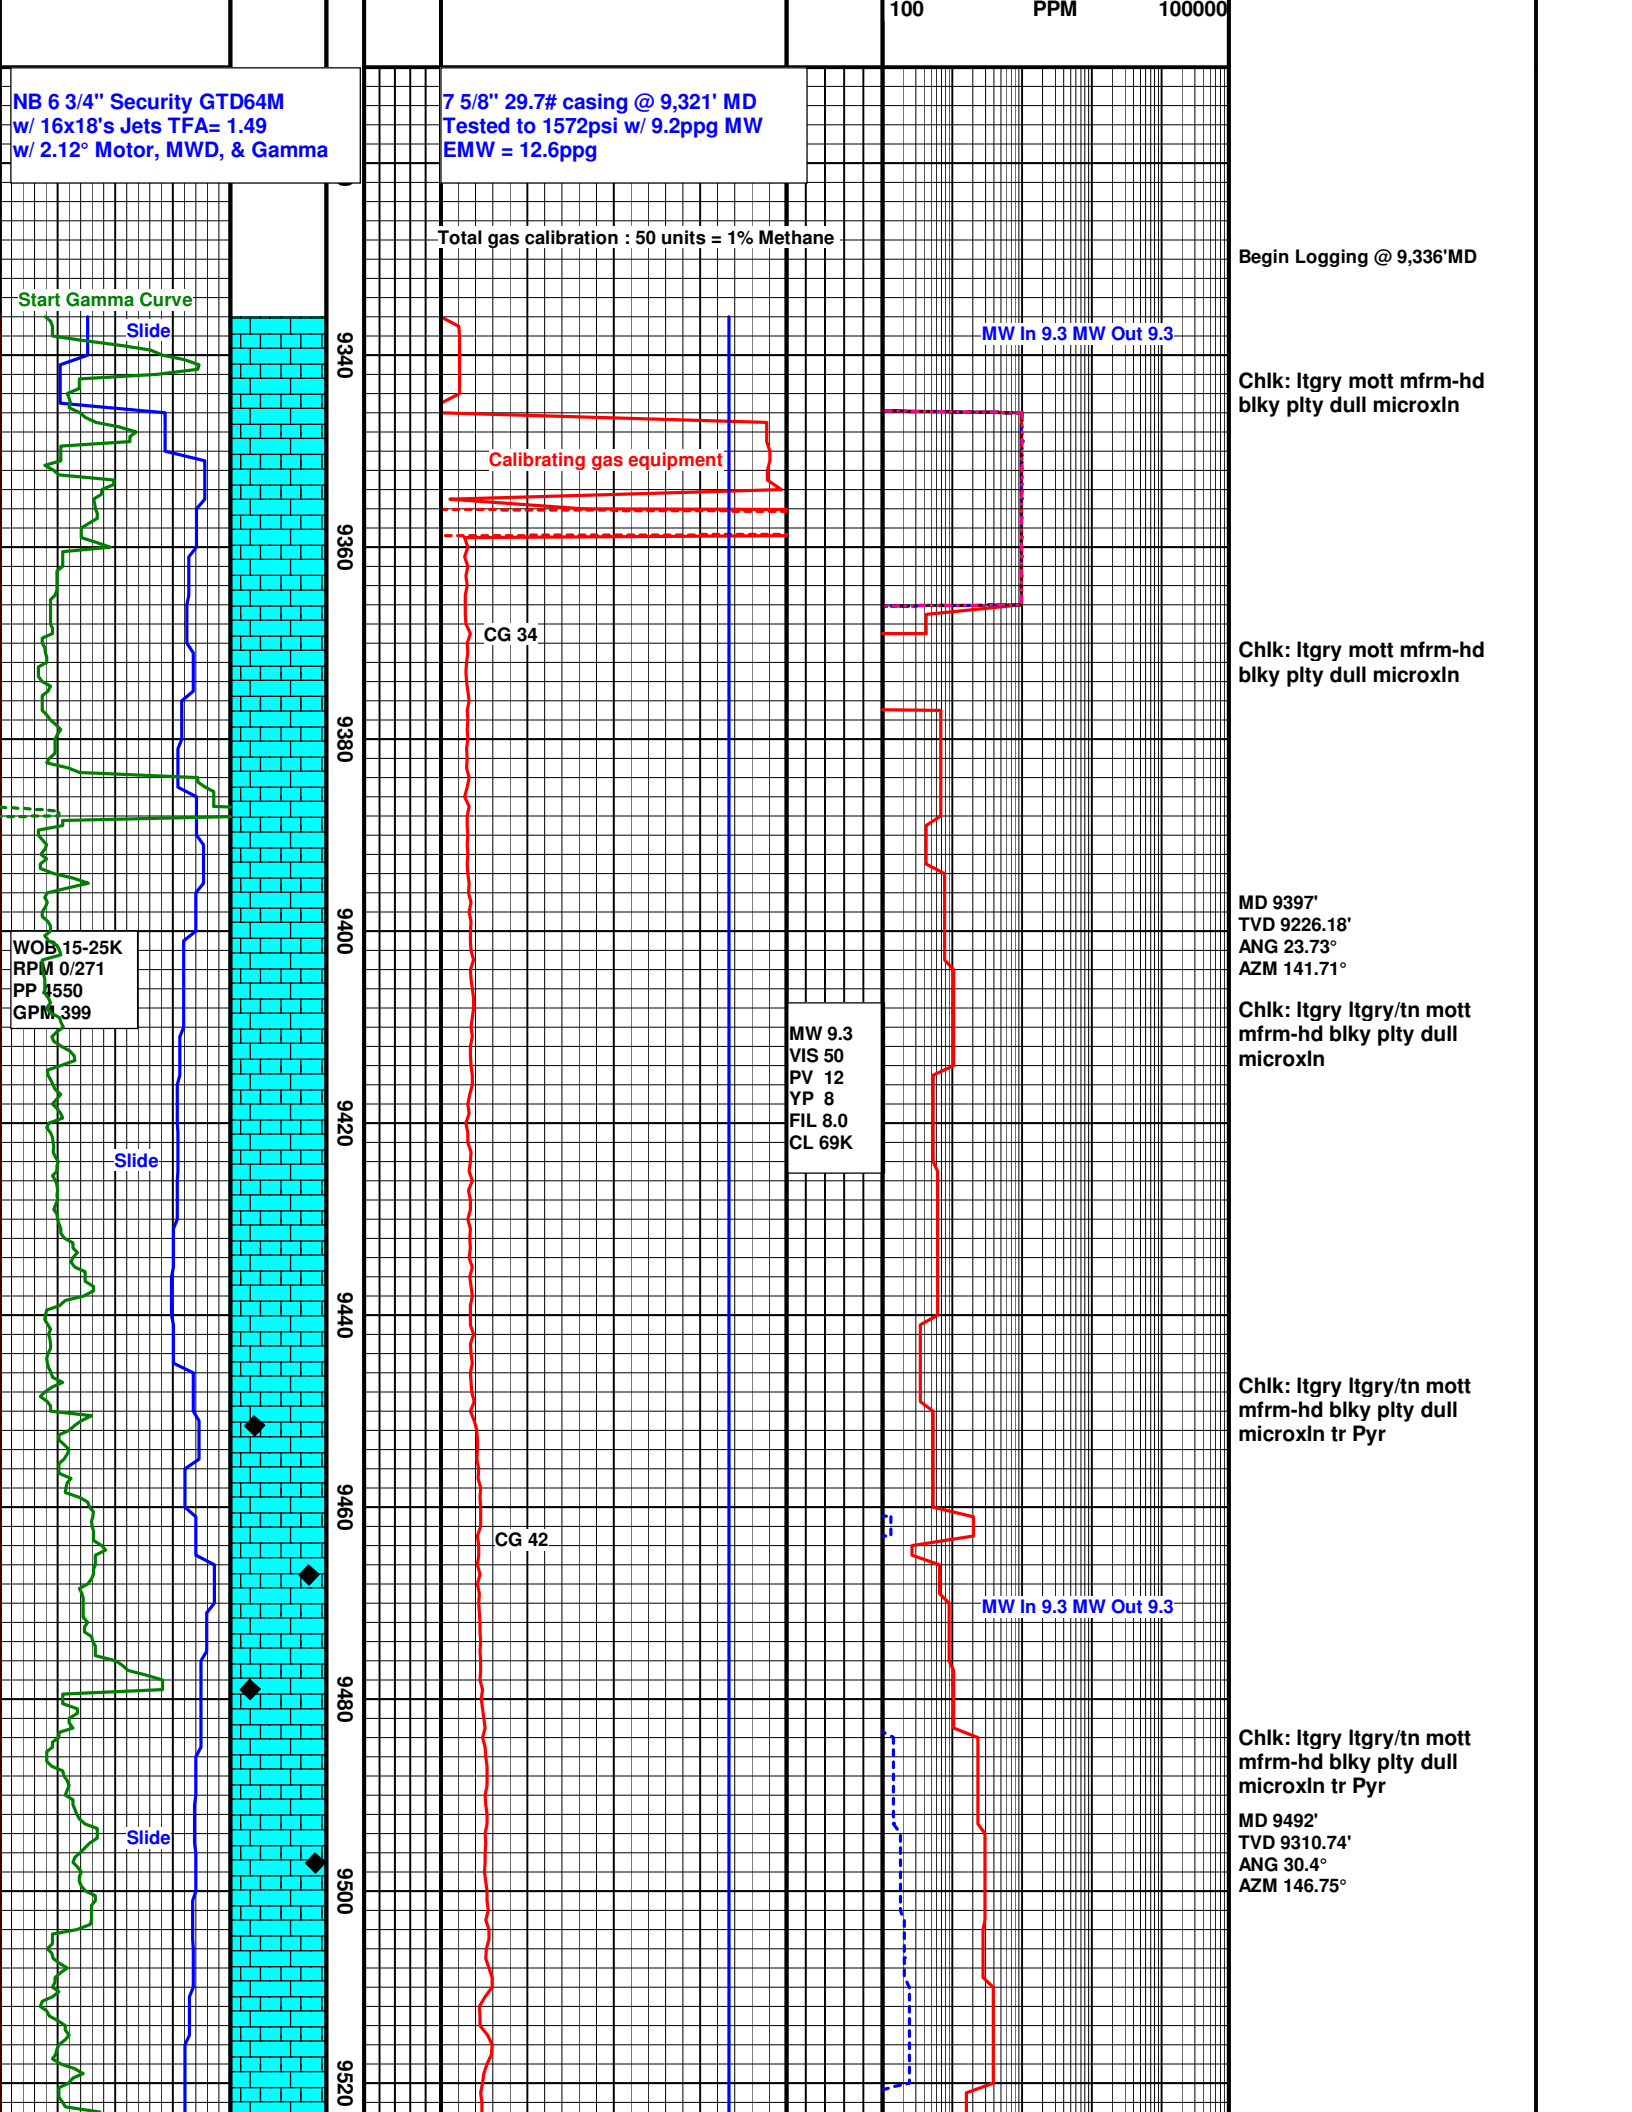 100 PPM 100000
NB 6 3/4" Security GTD64M
w/ 16x18's Jets TFA= 1.49
w/ 2.12° Motor, MWD, & Gamma
7 5/8" 29.7# casing @ 9,321' MD
Tested to 1572psi w/ 9.2ppg MW
EMW = 12.6ppg
Total gas calibration : 50 units = 1% Methane
Begin Logging @ 9,336'MD
Start Gamma Curve
Slide
MW In 9.3 MW Out 9.3
9340
Chlk: ltgry mott mfrm-hd
blky plty dull microxln
Calibrating gas equipment
9360
CG 34
Chlk: ltgry mott mfrm-hd
blky plty dull microxln
9380
MD 9397'
TVD 9226.18'
ANG 23.73°
AZM 141.71°
9400
WOB 15-25K
RPM 0/271
PP 4550
GPM 399
Chlk: ltgry ltgry/tn mott
mfrm-hd blky plty dull
microxln
MW 9.3
VIS 50
PV 12
YP 8
FIL 8.0
CL 69K
9420
Slide
9440
Chlk: ltgry ltgry/tn mott
mfrm-hd blky plty dull
microxln tr Pyr
9460
CG 42
MW In 9.3 MW Out 9.3
9480
Chlk: ltgry ltgry/tn mott
mfrm-hd blky plty dull
microxln tr Pyr
MD 9492'
TVD 9310.74'
ANG 30.4°
AZM 146.75°
Slide
9500
9520